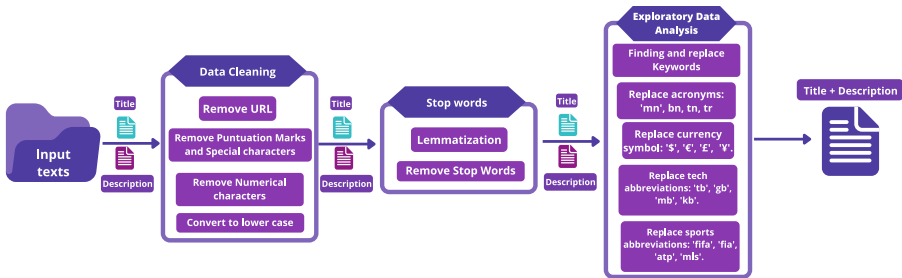 Input
texts
Title
Description
Data Cleaning
Remove URL
Remove Puntuation Marks
and Special characters
Remove Numerical
characters
Convert to lower case
Title
Description
Stop words
Lemmatization
Remove Stop Words
Title
Description
Exploratory Data
Analysis
Finding and replace
Keywords
Replace acronyms:
'mn', bn, tn, tr
Replace currency
symbol: '$', '€', '£', '¥'.
Replace tech
abbreviations: 'tb', 'gb',
'mb', 'kb'.
Replace sports
abbreviations: 'fifa', 'fia',
'atp', 'mls'.
Title + Description